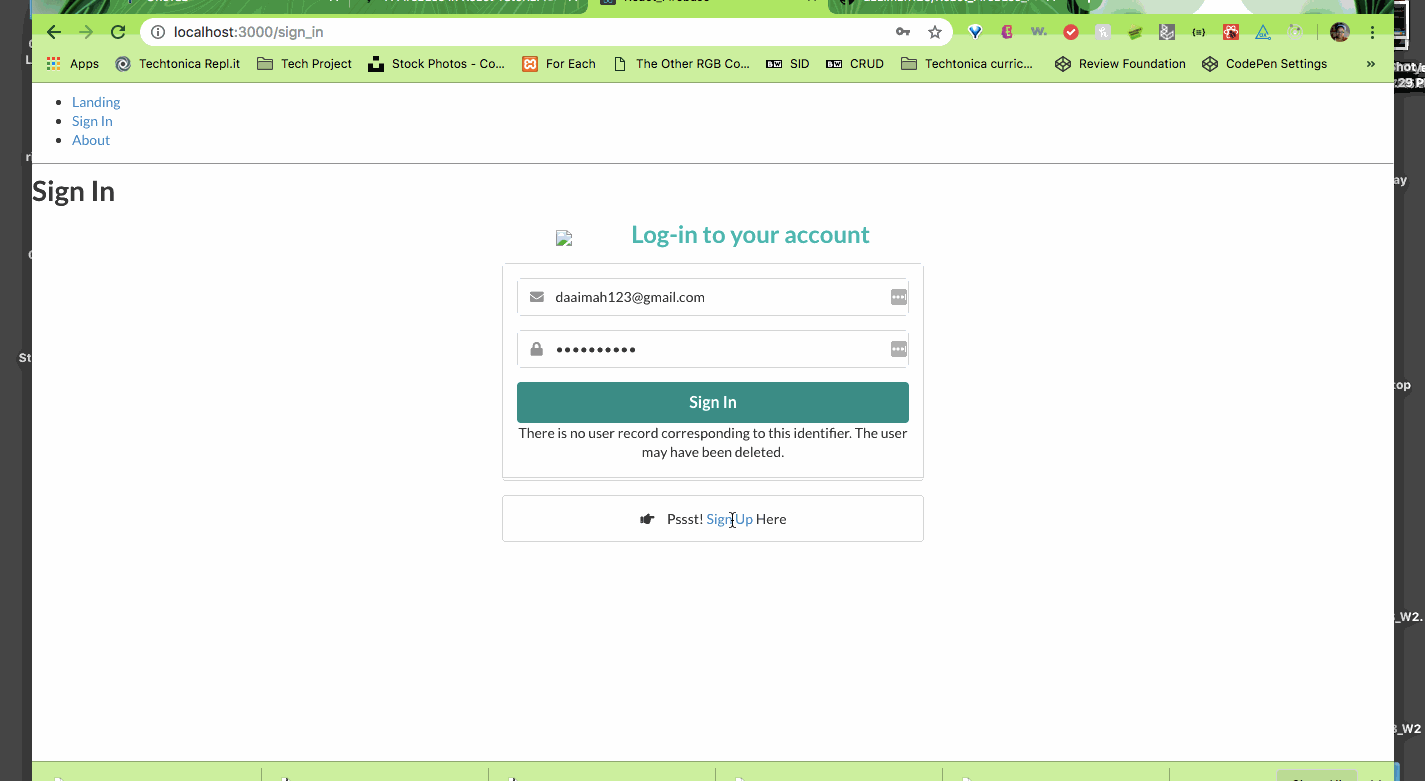 localhost:3000/sign_in
Apps Techtonica Repl.it Tech Project Stock Photos - Co... For Each The Other RGB Co... SID CRUD Techtonica curric... Review Foundation CodePen Settings »
Landing
Sign In
About
Sign In
Log-in to your account
daaimah123@gmail.com
••••••••••
Sign In
There is no user record corresponding to this identifier. The user
may have been deleted.
Pssst! Sign Up Here